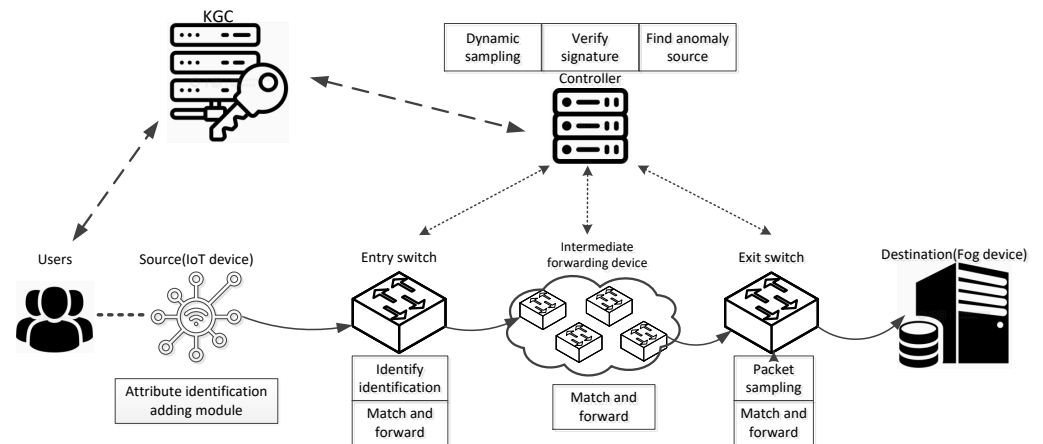 KGC
Dynamic
sampling
Verify
signature
Find anomaly
source
Controller
Users
Source(IoT device)
Entry switch
Intermediate
forwarding device
Exit switch
Destination(Fog device)
Attribute identification
adding module
Identify
identification
Match and
forward
Match and
forward
Packet
sampling
Match and
forward